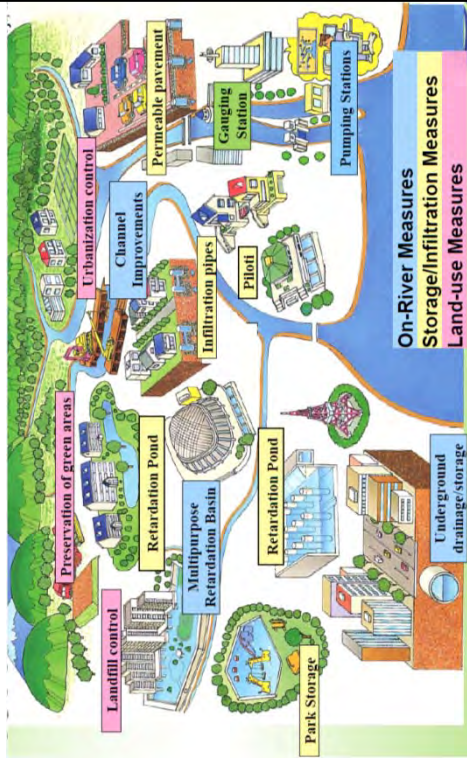 Landfill control
Preservation of green areas
Urbanization control
Park Storage
Multipurpose
Retardation Basin
Retardation Pond
Channel
Improvements
Infiltration pipes
Permeable pavement
Piloti
Gauging
Station
Retardation Pond
Underground
drainage/storage
Pumping Stations
On-River Measures
Storage/Infiltration Measures
Land-use Measures